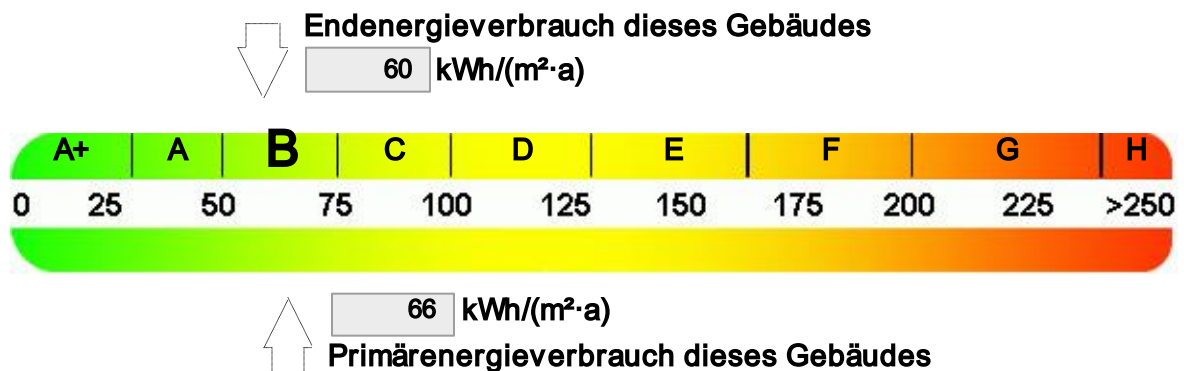 Endenergieverbrauch dieses Gebäudes
60 kWh/(m²·a)
A+ A B C D E F G H
0 25 50 75 100 125 150 175 200 225 >250
66 kWh/(m²·a)
Primärenergieverbrauch dieses Gebäudes